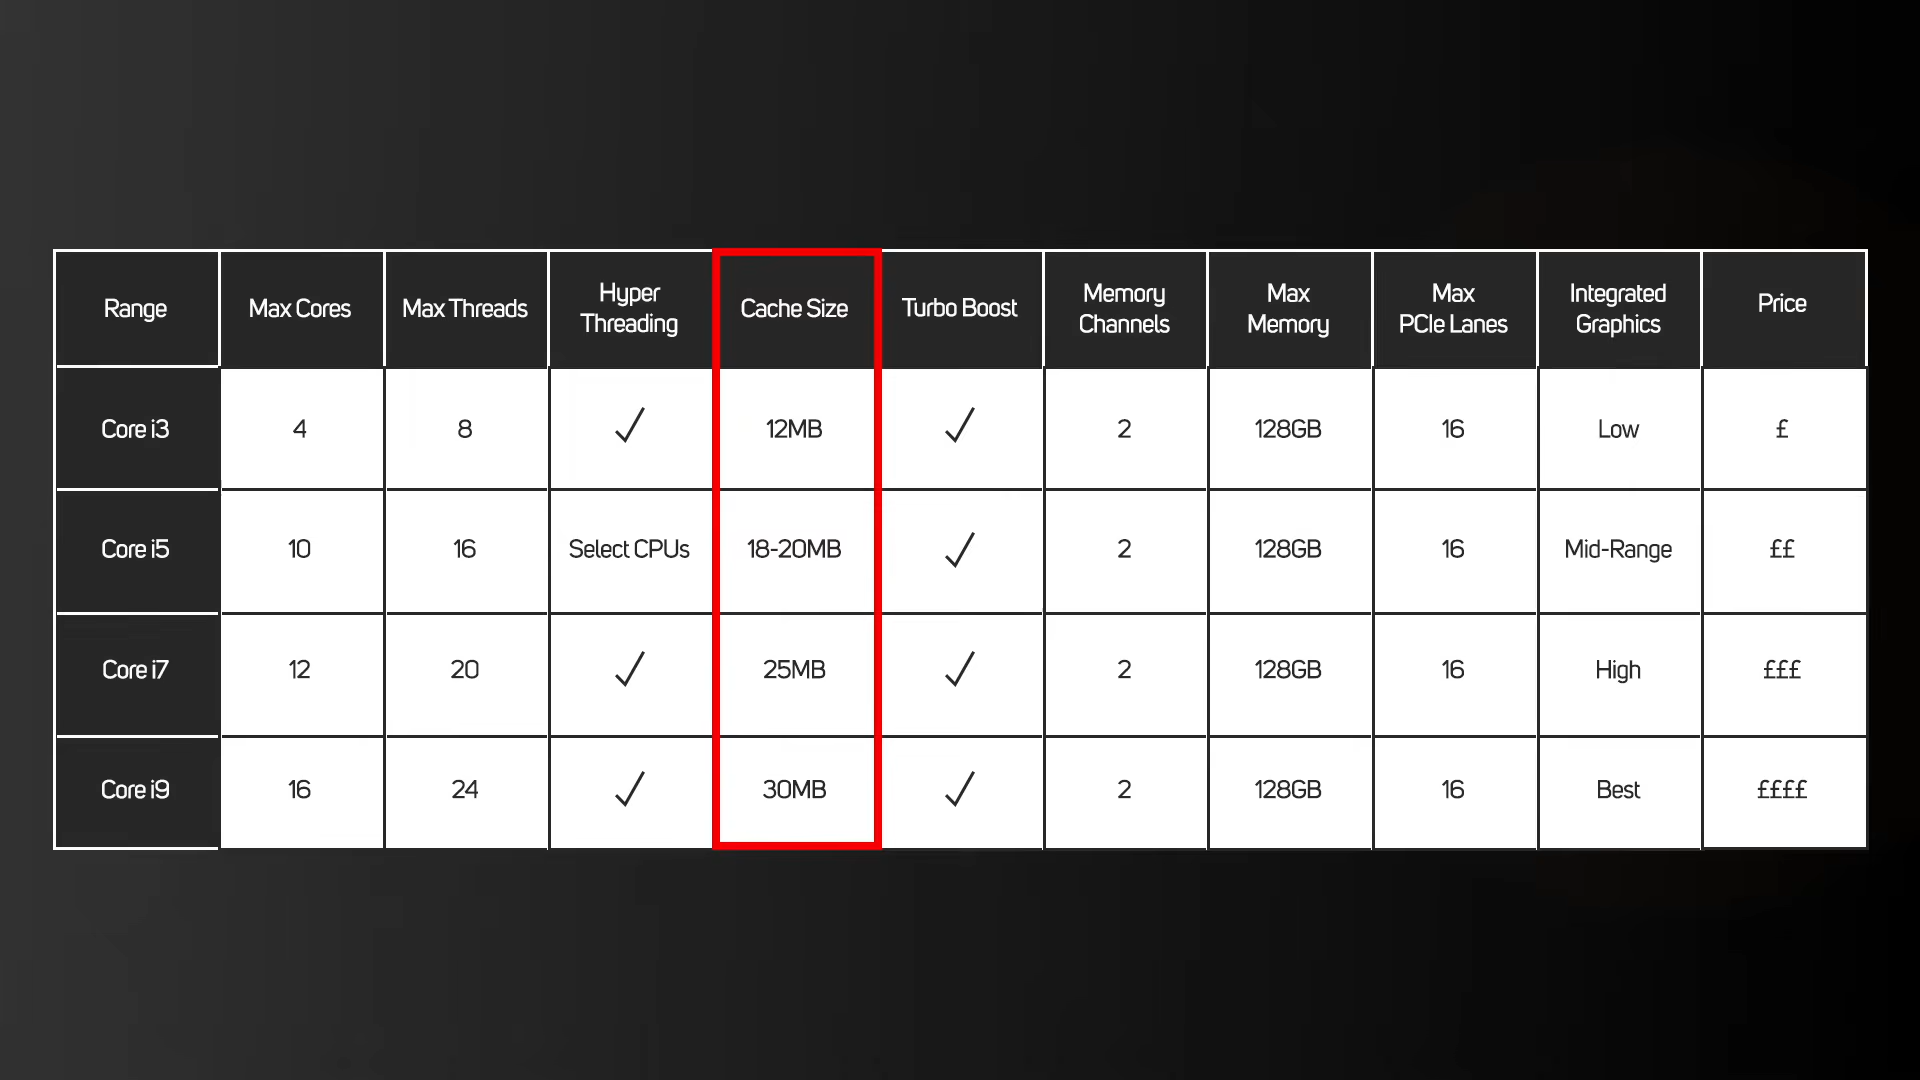 Range Max Cores Max Threads Hyper Threading Cache Size Turbo Boost Memory Channels Max Memory Max PCIe Lanes Integrated Graphics Price
Core i3 4 8 ✓ 12MB ✓ 2 128GB 16 Low £
Core i5 10 16 Select CPUs 18-20MB ✓ 2 128GB 16 Mid-Range ££
Core i7 12 20 ✓ 25MB ✓ 2 128GB 16 High £££
Core i9 16 24 ✓ 30MB ✓ 2 128GB 16 Best ££££